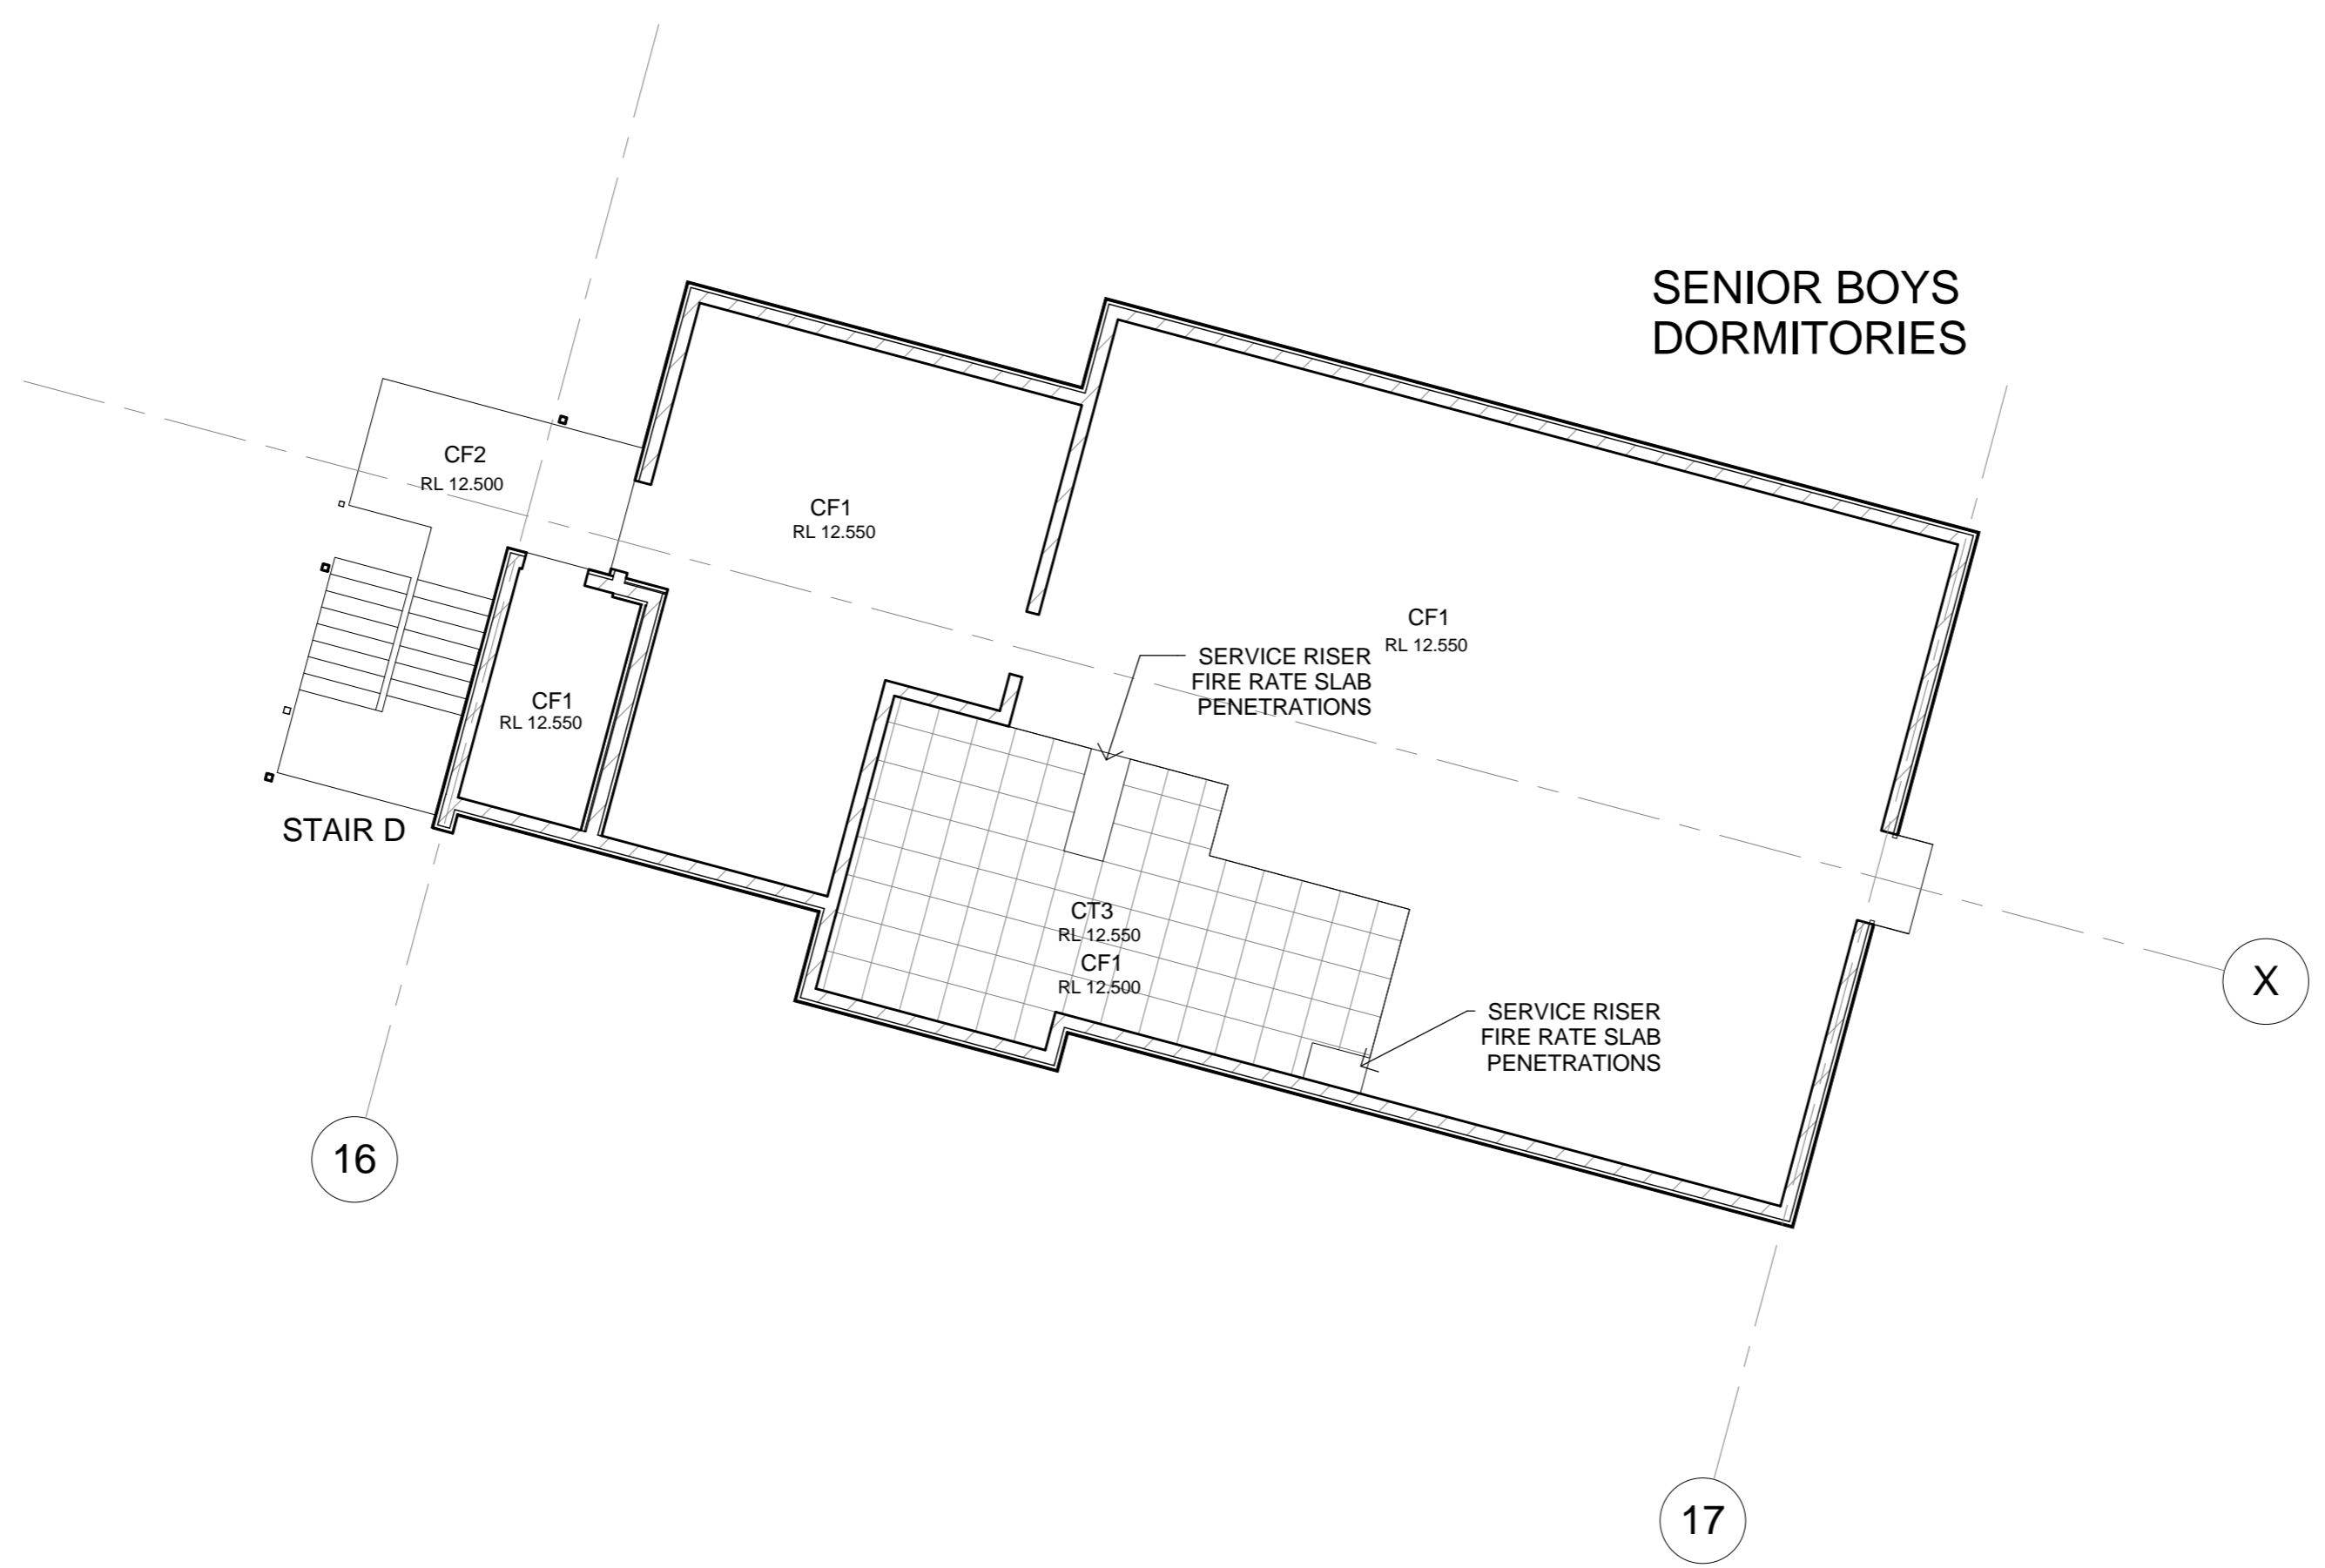 SENIOR BOYS
DORMITORIES
CF2
RL 12.500
CF1
RL 12.550
CF1
RL 12.550
SERVICE RISER
FIRE RATE SLAB
PENETRATIONS
CF1
RL 12.550
STAIR D
CT3
RL 12.550
CF1
RL 12.500
SERVICE RISER
FIRE RATE SLAB
PENETRATIONS
X
16
17